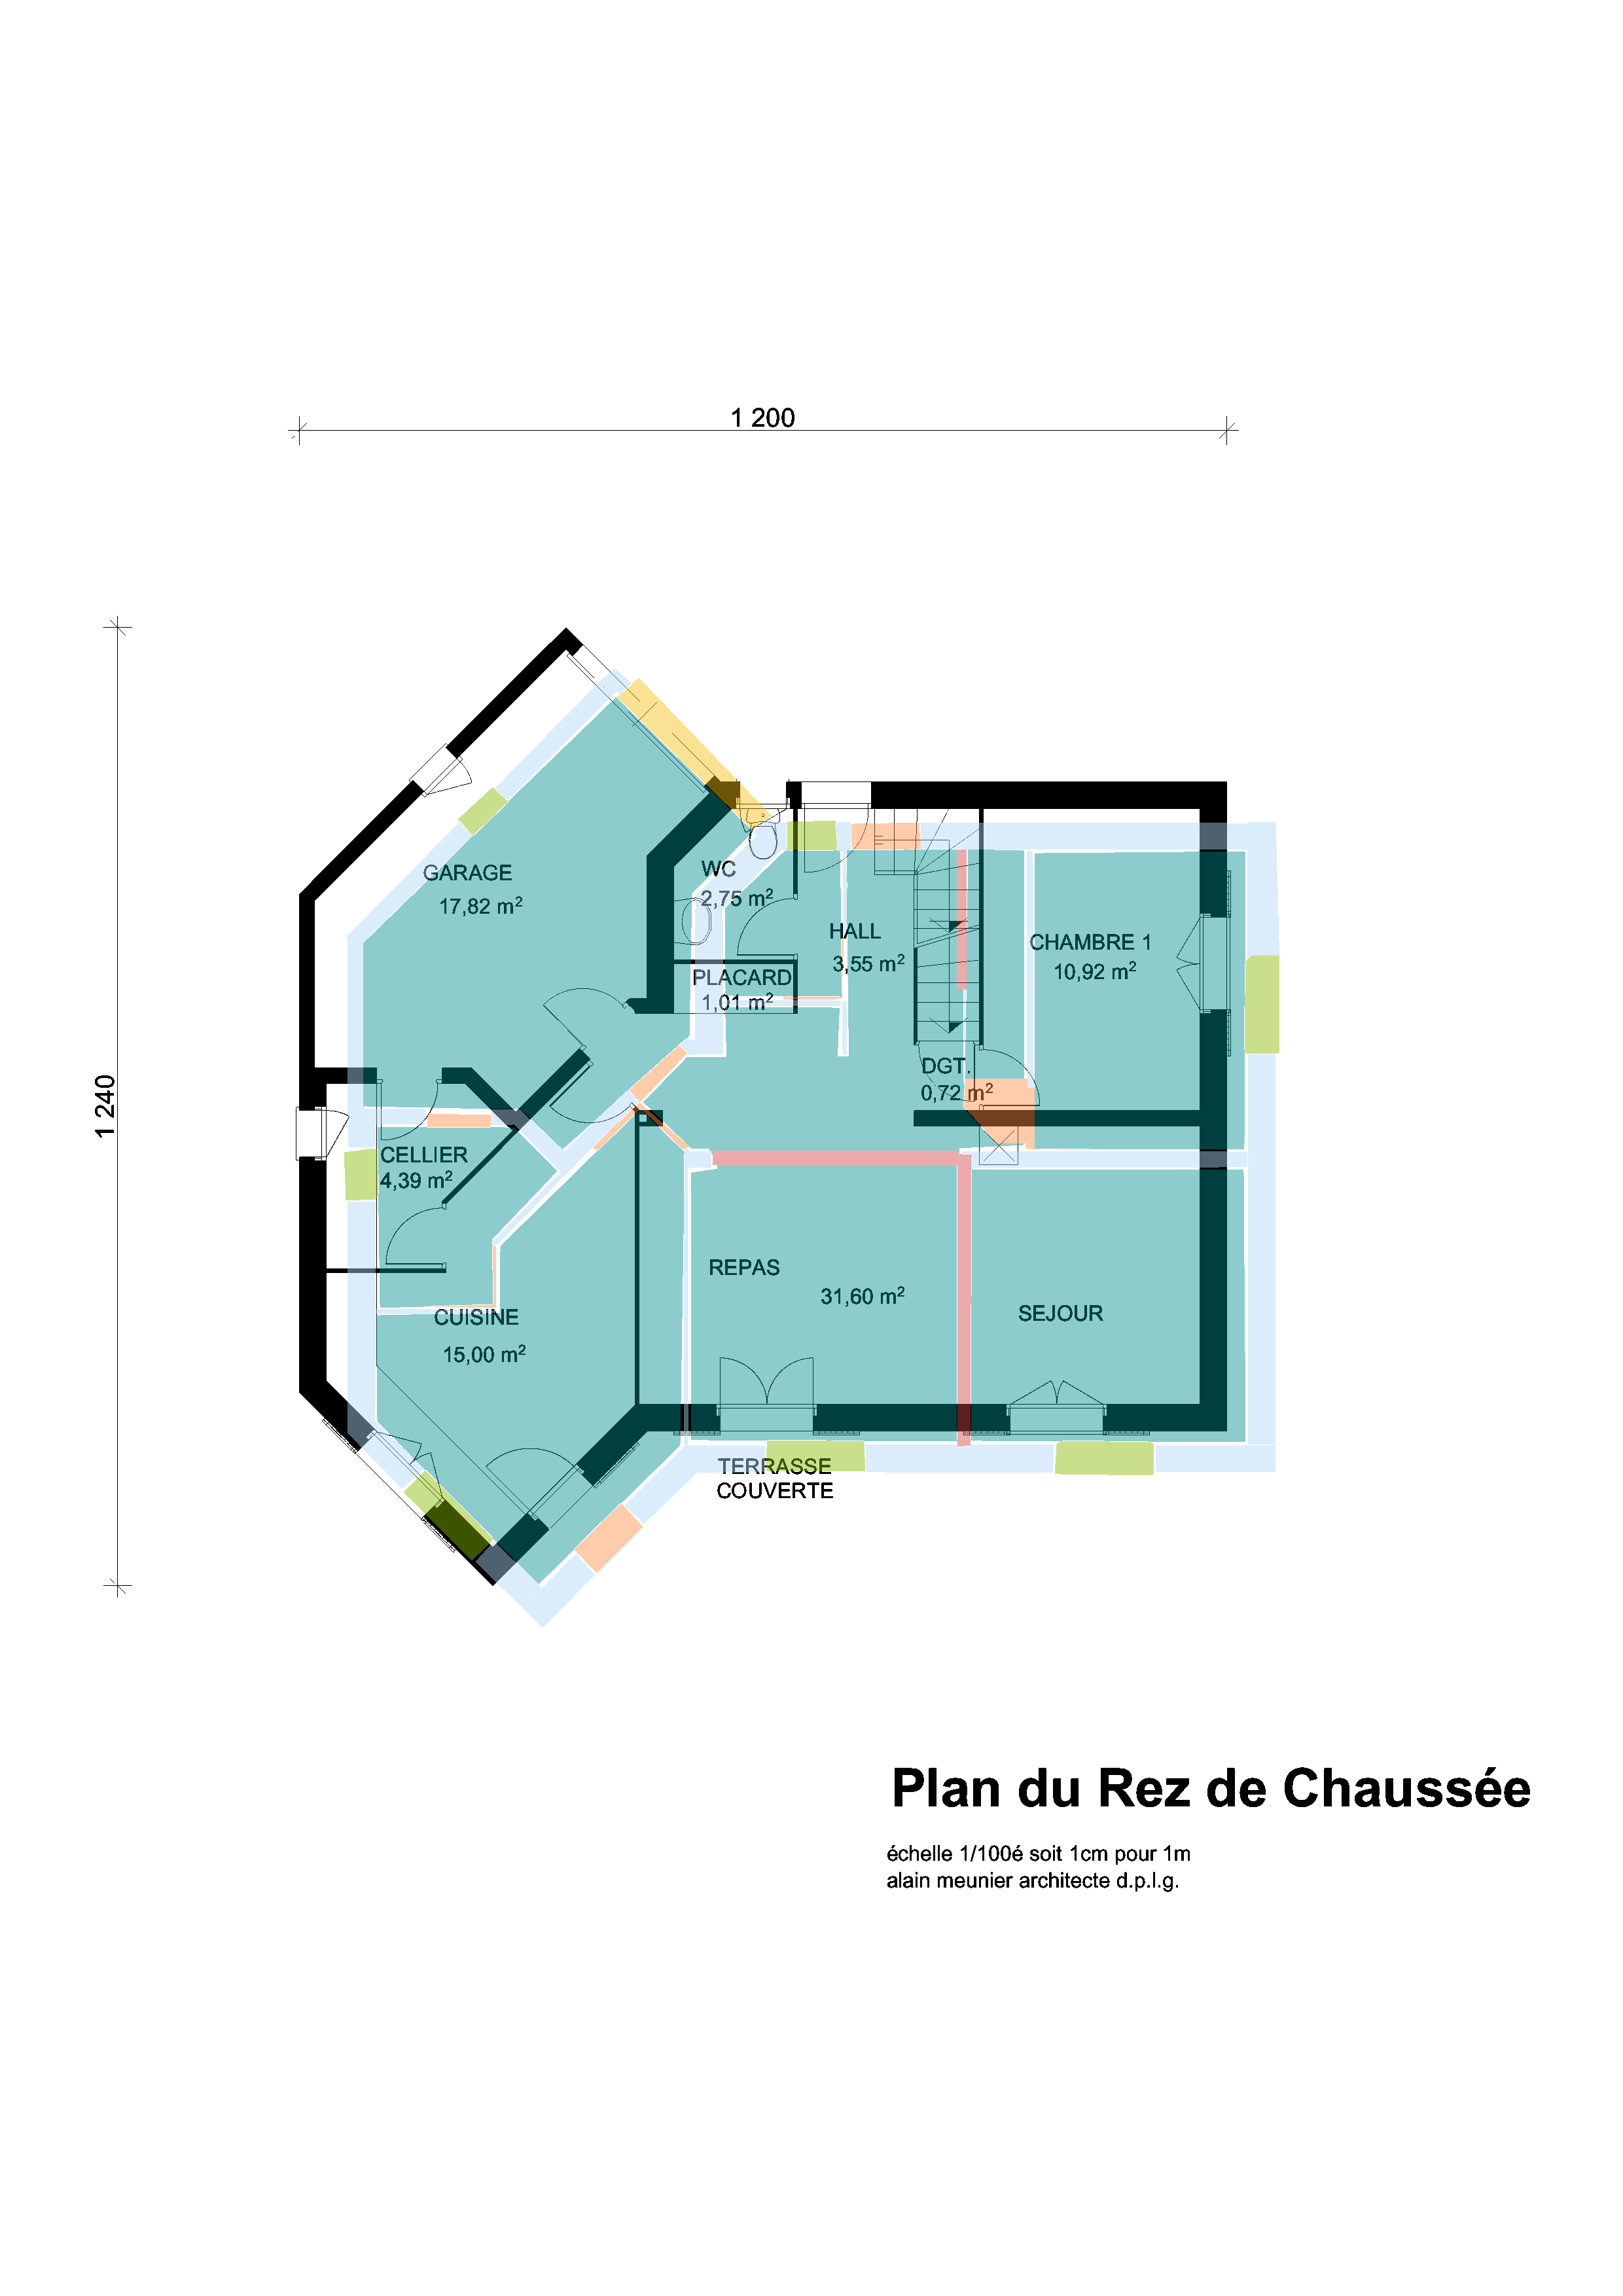 1 200
1 240
GARAGE
17,82 m²
WC
2,75 m²
PLACARD
1,01 m²
HALL
3,55 m²
CHAMBRE 1
10,92 m²
DGT.
0,72 m²
CELLIER
4,39 m²
CUISINE
15,00 m²
REPAS
31,60 m²
SEJOUR
TERRASSE
COUVERTE
Plan du Rez de Chaussée
échelle 1/100é soit 1cm pour 1m
alain meunier architecte d.p.l.g.